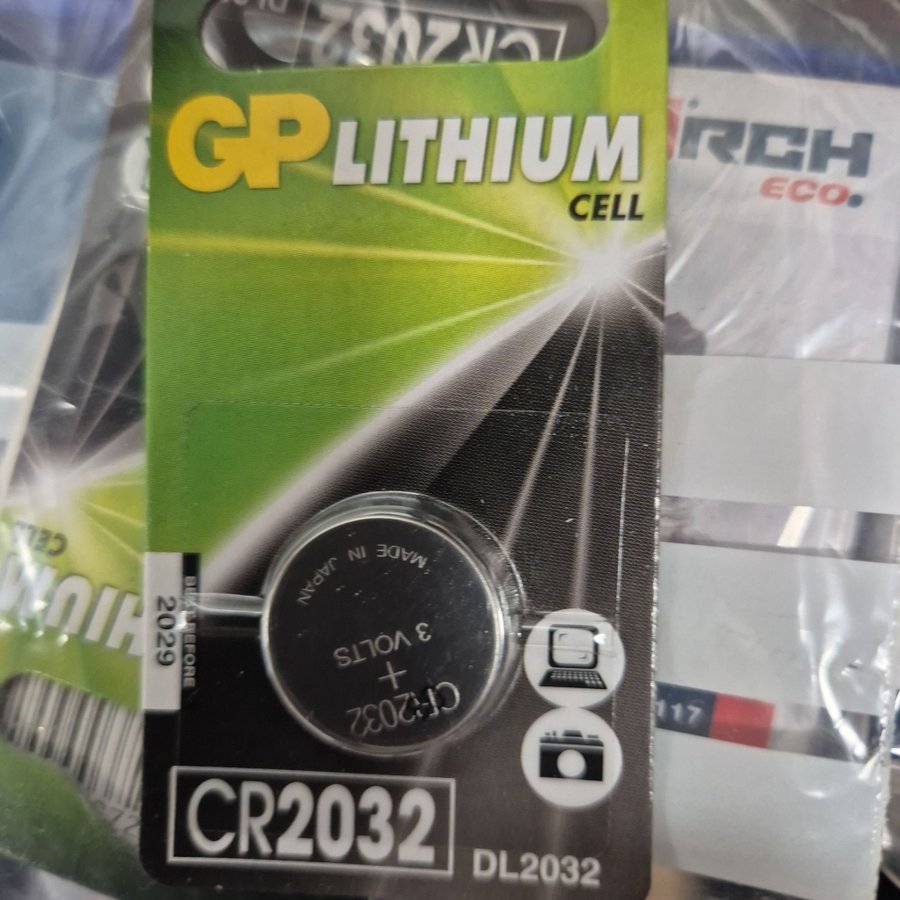 CR2032
GP LITHIUM
CELL
RCH
ECO.
CELL
MADE IN JAPAN
3 VOLTS
+
CR2032
BEST BEFORE
2029
117
CR2032
DL2032